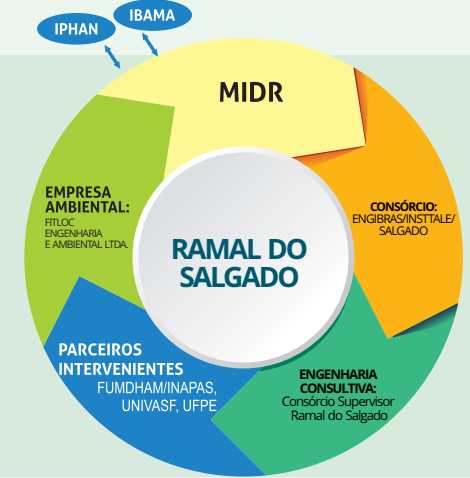 IPHAN
IBAMA
MIDR
EMPRESA
AMBIENTAL:
FITLOC
ENGENHARIA
E AMBIENTAL LTDA.
CONSÓRCIO:
ENGIBRAS/INSTTALE/
SALGADO
RAMAL DO
SALGADO
PARCEIROS
INTERVENIENTES
FUMDHAM/INAPAS,
UNIVASF, UFPE
ENGENHARIA
CONSULTIVA:
Consórcio Supervisor
Ramal do Salgado